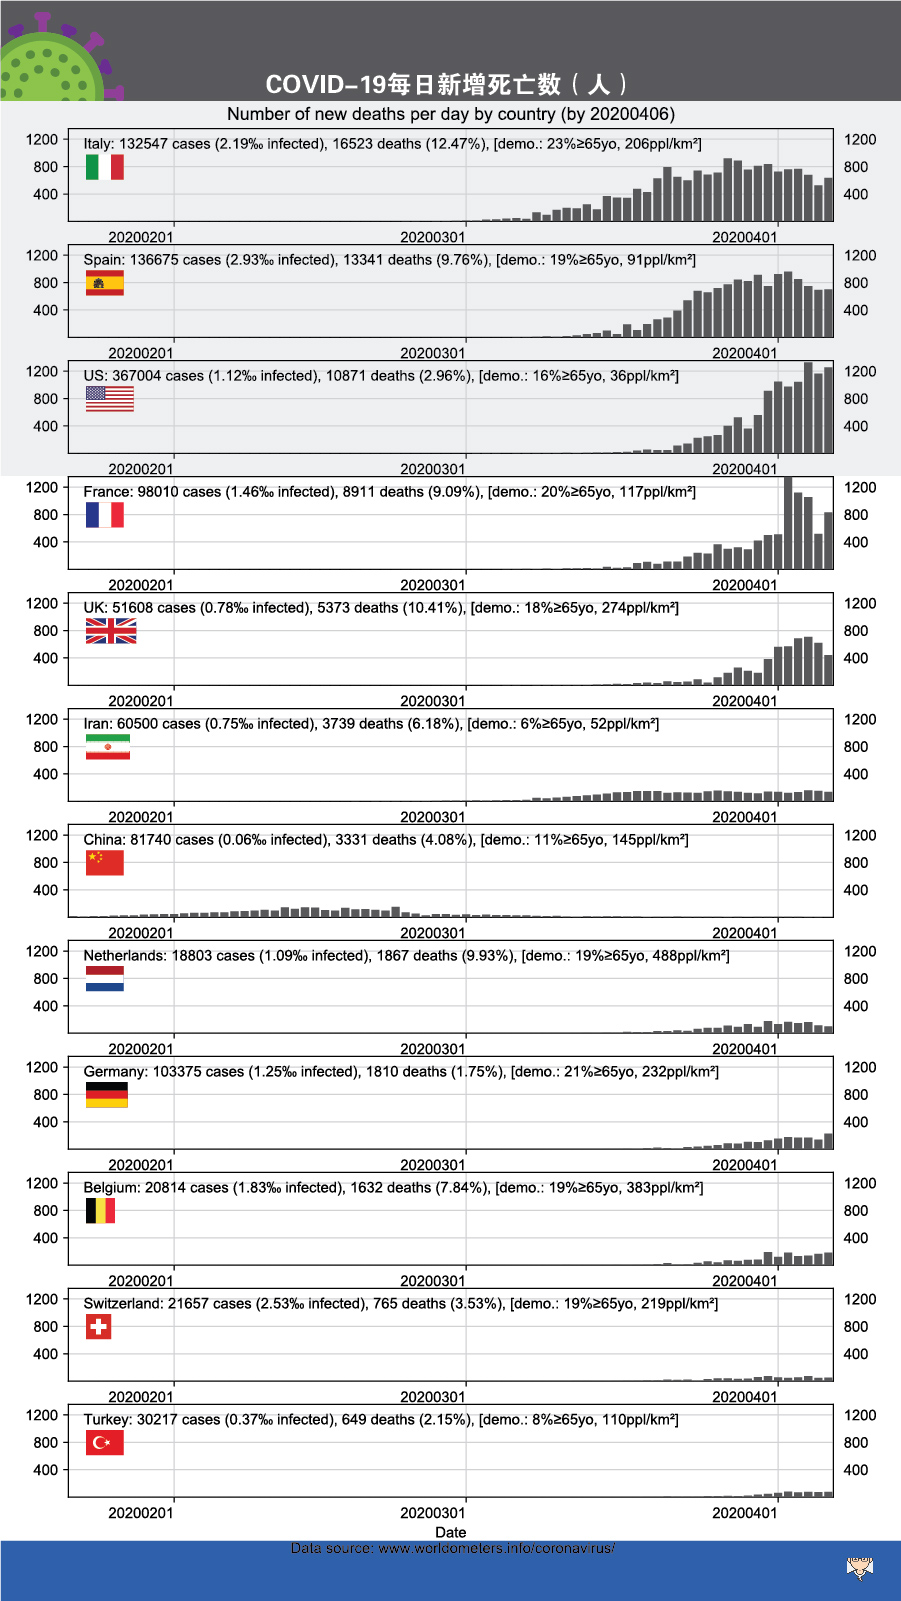 COVID-19每日新增死亡数（人）
Number of new deaths per day by country (by 20200406)
1200 800 400
Italy: 132547 cases (2.19‰ infected), 16523 deaths (12.47%), [demo.: 23%≥65yo, 206ppl/km²]
1200 800 400
20200201 20200301 20200401
1200 800 400
Spain: 136675 cases (2.93‰ infected), 13341 deaths (9.76%), [demo.: 19%≥65yo, 91ppl/km²]
1200 800 400
20200201 20200301 20200401
1200 800 400
US: 367004 cases (1.12‰ infected), 10871 deaths (2.96%), [demo.: 16%≥65yo, 36ppl/km²]
1200 800 400
20200201 20200301 20200401
1200 800 400
France: 98010 cases (1.46‰ infected), 8911 deaths (9.09%), [demo.: 20%≥65yo, 117ppl/km²]
1200 800 400
20200201 20200301 20200401
1200 800 400
UK: 51608 cases (0.78‰ infected), 5373 deaths (10.41%), [demo.: 18%≥65yo, 274ppl/km²]
1200 800 400
20200201 20200301 20200401
1200 800 400
Iran: 60500 cases (0.75‰ infected), 3739 deaths (6.18%), [demo.: 6%≥65yo, 52ppl/km²]
1200 800 400
20200201 20200301 20200401
1200 800 400
China: 81740 cases (0.06‰ infected), 3331 deaths (4.08%), [demo.: 11%≥65yo, 145ppl/km²]
1200 800 400
20200201 20200301 20200401
1200 800 400
Netherlands: 18803 cases (1.09‰ infected), 1867 deaths (9.93%), [demo.: 19%≥65yo, 488ppl/km²]
1200 800 400
20200201 20200301 20200401
1200 800 400
Germany: 103375 cases (1.25‰ infected), 1810 deaths (1.75%), [demo.: 21%≥65yo, 232ppl/km²]
1200 800 400
20200201 20200301 20200401
1200 800 400
Belgium: 20814 cases (1.83‰ infected), 1632 deaths (7.84%), [demo.: 19%≥65yo, 383ppl/km²]
1200 800 400
20200201 20200301 20200401
1200 800 400
Switzerland: 21657 cases (2.53‰ infected), 765 deaths (3.53%), [demo.: 19%≥65yo, 219ppl/km²]
1200 800 400
20200201 20200301 20200401
1200 800 400
Turkey: 30217 cases (0.37‰ infected), 649 deaths (2.15%), [demo.: 8%≥65yo, 110ppl/km²]
1200 800 400
20200201 20200301 20200401
Date
Data source: www.worldometers.info/coronavirus/